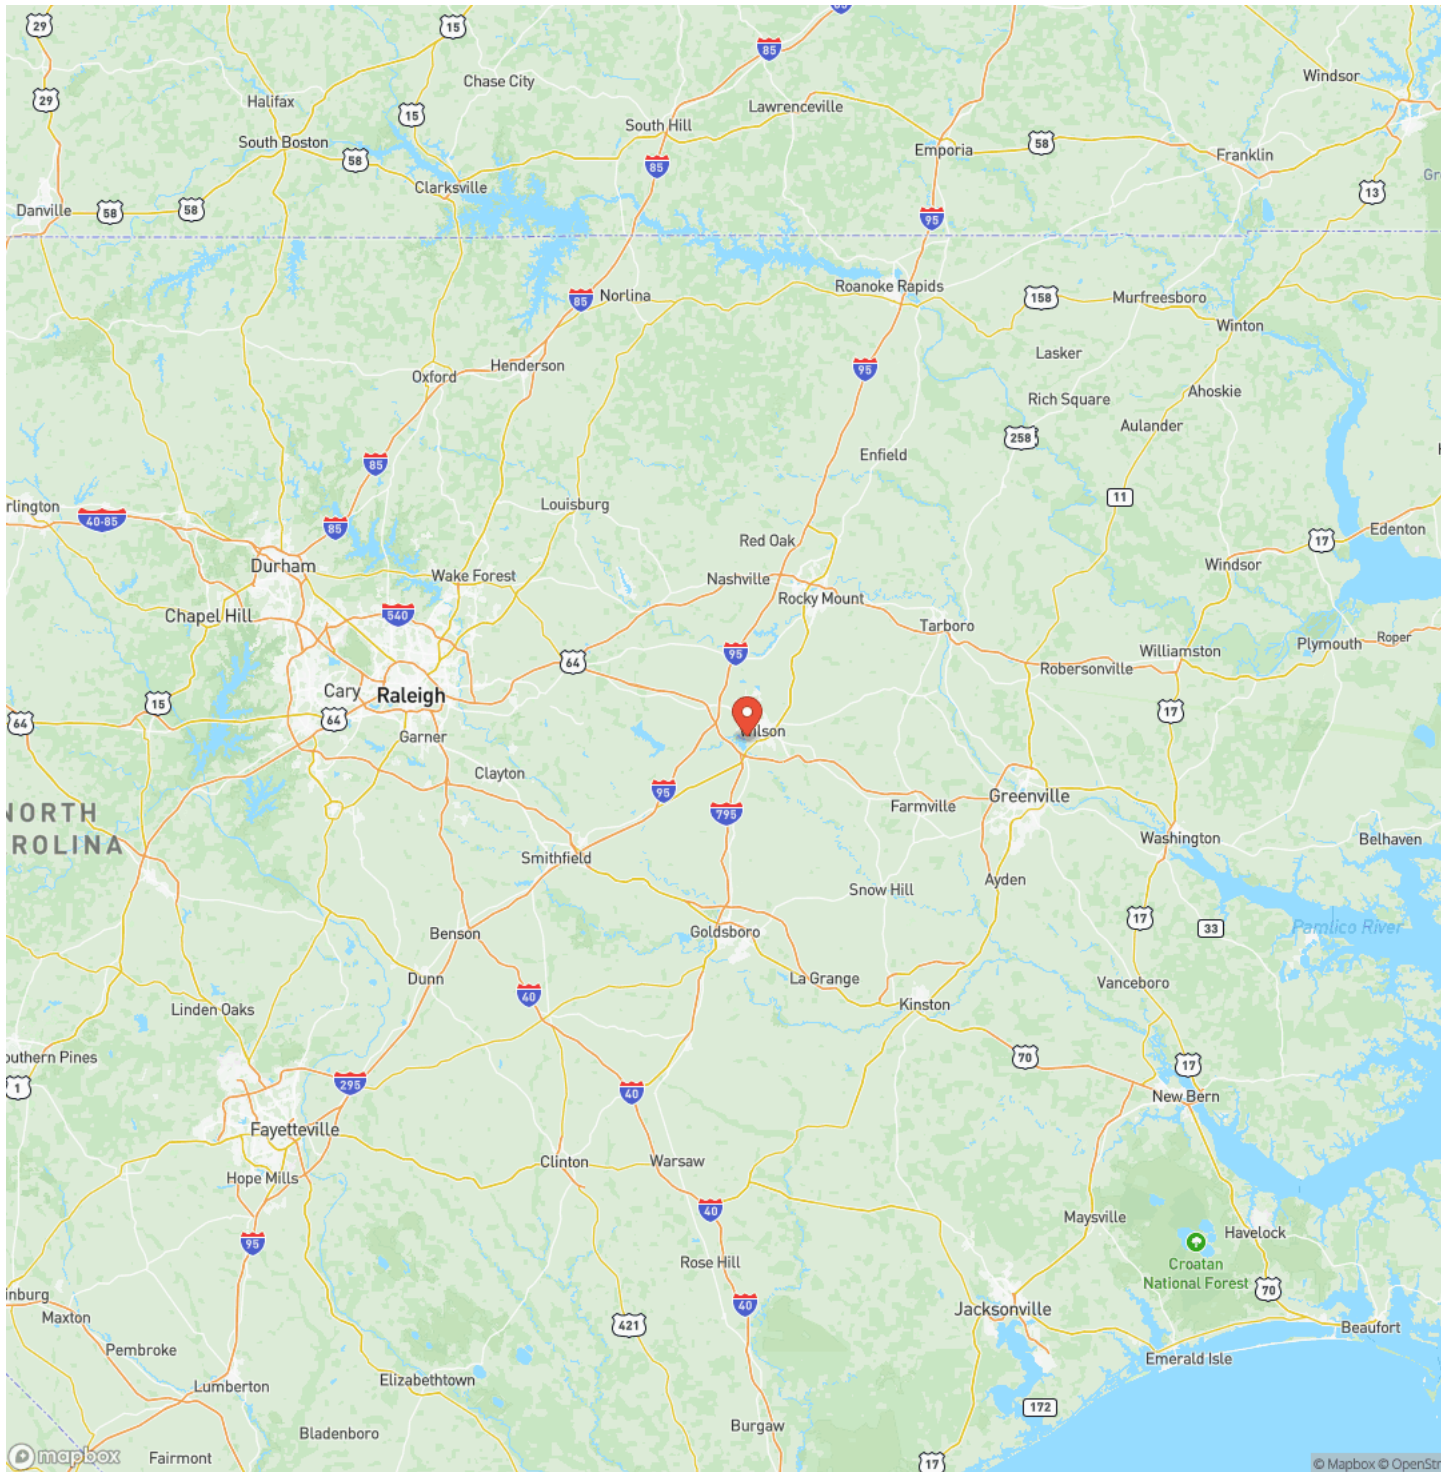 29
15
85
85
Windsor
Chase City
29
Halifax
15
Lawrenceville
South Hill
South Boston
58
Emporia
58
Franklin
85
Clarksville
Gr
13
Danville
58
58
95
Roanoke Rapids
85
Norlina
158
Murfreesboro
Winton
Lasker
Henderson
95
Oxford
Ahoskie
Rich Square
Aulander
258
Enfield
85
11
Louisburg
rlington
40-85
85
Edenton
Red Oak
17
Durham
Windsor
Wake Forest
Nashville
Rocky Mount
Chapel Hill
540
Tarboro
Plymouth
Roper
95
Williamston
64
Robersonville
Cary
Raleigh
15
17
64
64
Wilson
Garner
Clayton
95
Greenville
Farmville
795
NORTH
ROLINA
Washington
Belhaven
Smithfield
Ayden
Snow Hill
17
33
Pamlico River
Benson
Goldsboro
Dunn
La Grange
Vanceboro
40
Kinston
Linden Oaks
outhern Pines
70
17
1
295
40
New Bern
Fayetteville
Clinton
Warsaw
Hope Mills
40
Maysville
Havelock
95
Rose Hill
Croatan
National Forest
70
inburg
40
Jacksonville
Maxton
421
Beaufort
Pembroke
Emerald Isle
Elizabethtown
Lumberton
172
Burgaw
Bladenboro
mapbox
Fairmont
17
© Mapbox © OpenStr